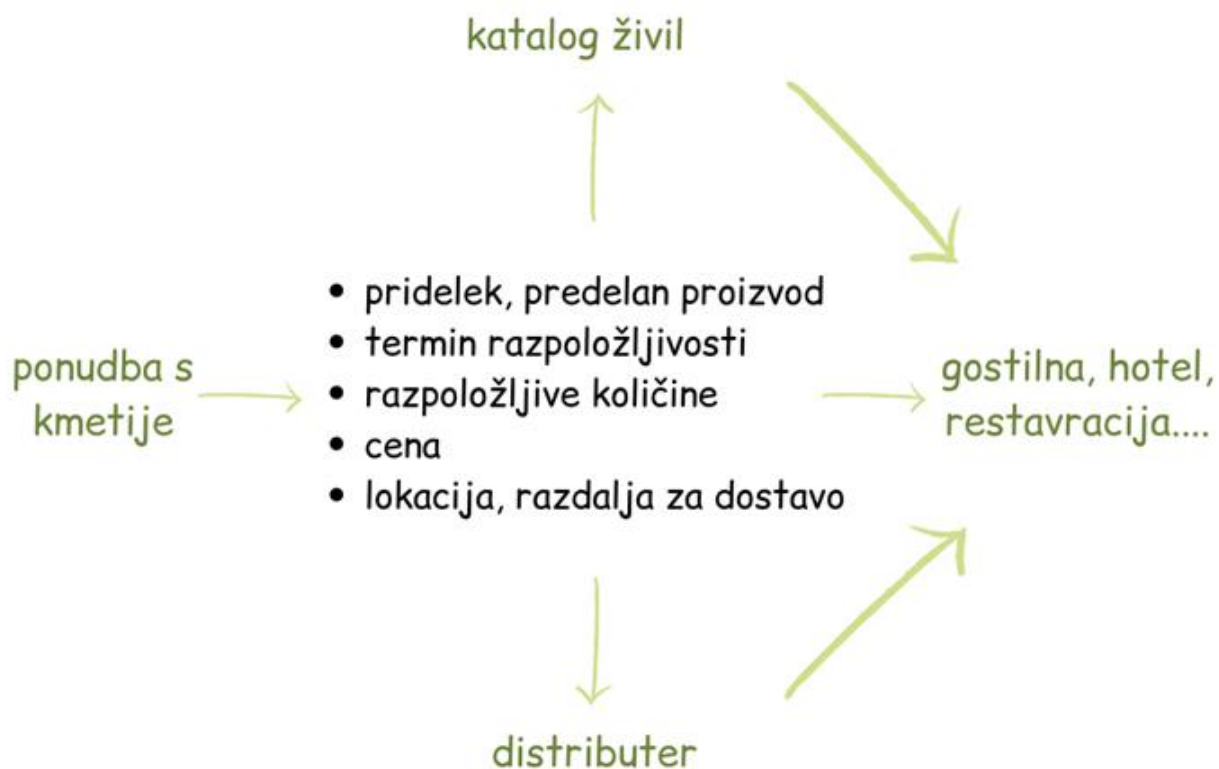 katalog živil
• pridelek, predelan proizvod
• termin razpoložljivosti
ponudba s
kmetije
• razpoložljive količine
• cena
• lokacija, razdalja za dostavo
gostilna, hotel,
restavracija....
distributer